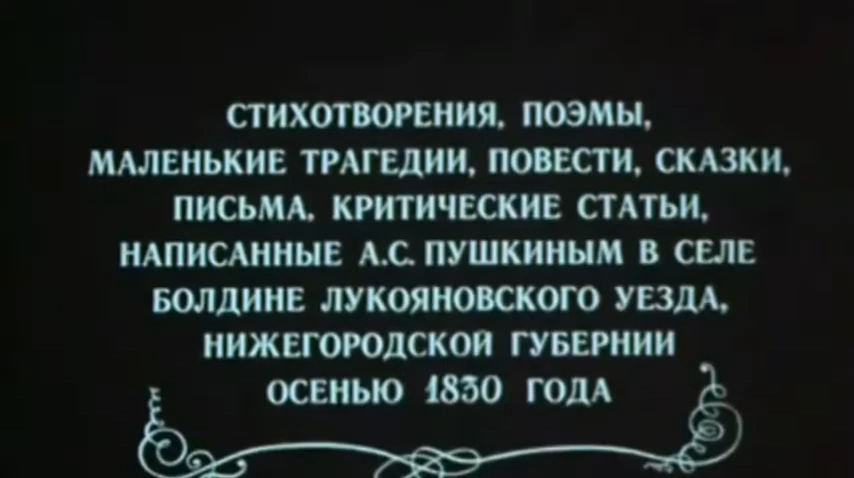 СТИХОТВОРЕНИЯ, ПОЭМЫ,
МАЛЕНЬКИЕ ТРАГЕДИИ, ПОВЕСТИ, СКАЗКИ,
ПИСЬМА, КРИТИЧЕСКИЕ СТАТЬИ,
НАПИСАННЫЕ А.С. ПУШКИНЫМ В СЕЛЕ
БОЛДИНЕ ЛУКОЯНОВСКОГО УЕЗДА,
НИЖЕГОРОДСКОЙ ГУБЕРНИИ
ОСЕНЬЮ 1830 ГОДА